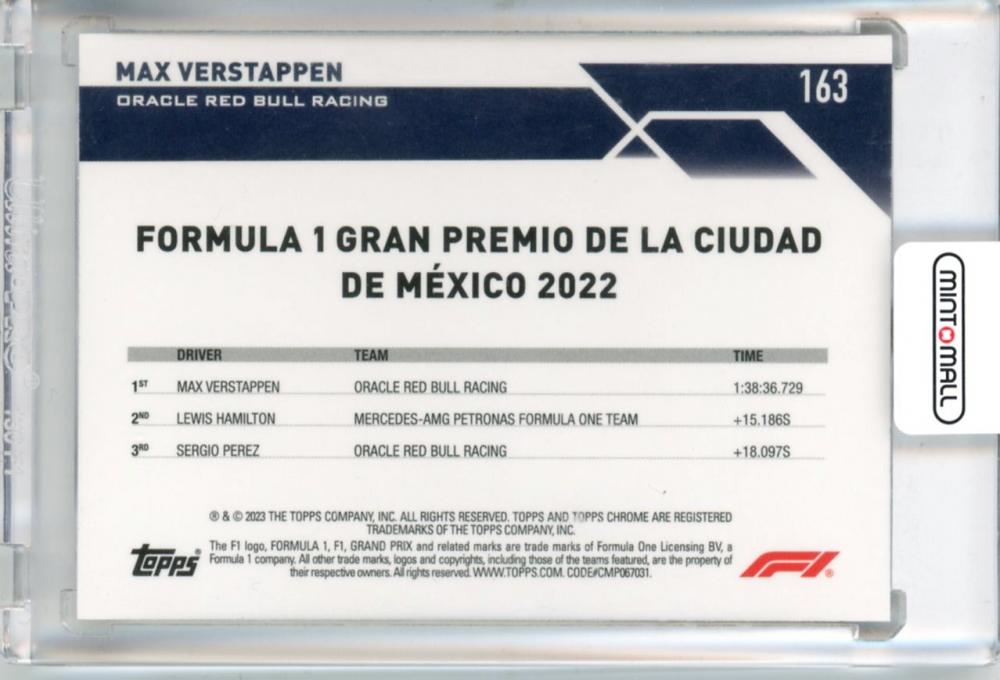 MAX VERSTAPPEN
ORACLE RED BULL RACING
163
FORMULA 1 GRAN PREMIO DE LA CIUDAD
DE MÉXICO 2022
DRIVER TEAM TIME
1ST MAX VERSTAPPEN ORACLE RED BULL RACING 1:38:36.729
2ND LEWIS HAMILTON MERCEDES-AMG PETRONAS FORMULA ONE TEAM +15.186S
3RD SERGIO PEREZ ORACLE RED BULL RACING +18.097S
® & © 2023 THE TOPPS COMPANY, INC. ALL RIGHTS RESERVED. TOPPS AND TOPPS CHROME ARE REGISTERED
TRADEMARKS OF THE TOPPS COMPANY, INC.
The F1 logo, FORMULA 1, F1, GRAND PRIX and related marks are trade marks of Formula One Licensing BV, a
Formula 1 company. All other trade marks, logos and copyrights, including those of the teams featured, are the property of
their respective owners. All rights reserved. WWW.TOPPS.COM. CODE#CMP067031.
Topps
F1®
MINTOMALL